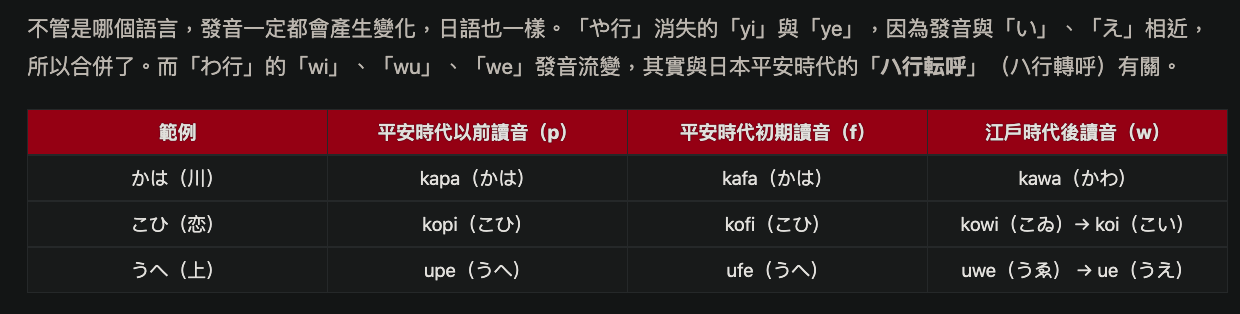 不管是哪個語言，發音一定都會產生變化，日語也一樣。「や行」消失的「yi」與「ye」，因為發音與「い」、「え」相近，
所以合併了。而「わ行」的「wi」、「wu」、「we」發音流變，其實與日本平安時代的「ハ行転呼」（ハ行轉呼）有關。
範例 平安時代以前讀音（p） 平安時代初期讀音（f） 江戶時代後讀音（w）
かは（川） kapa（かは） kafa（かは） kawa（かわ）
こひ（恋） kopi（こひ） kofi（こひ） kowi（こゐ）→ koi（こい）
うへ（上） upe（うへ） ufe（うへ） uwe（うゑ） → ue（うえ）